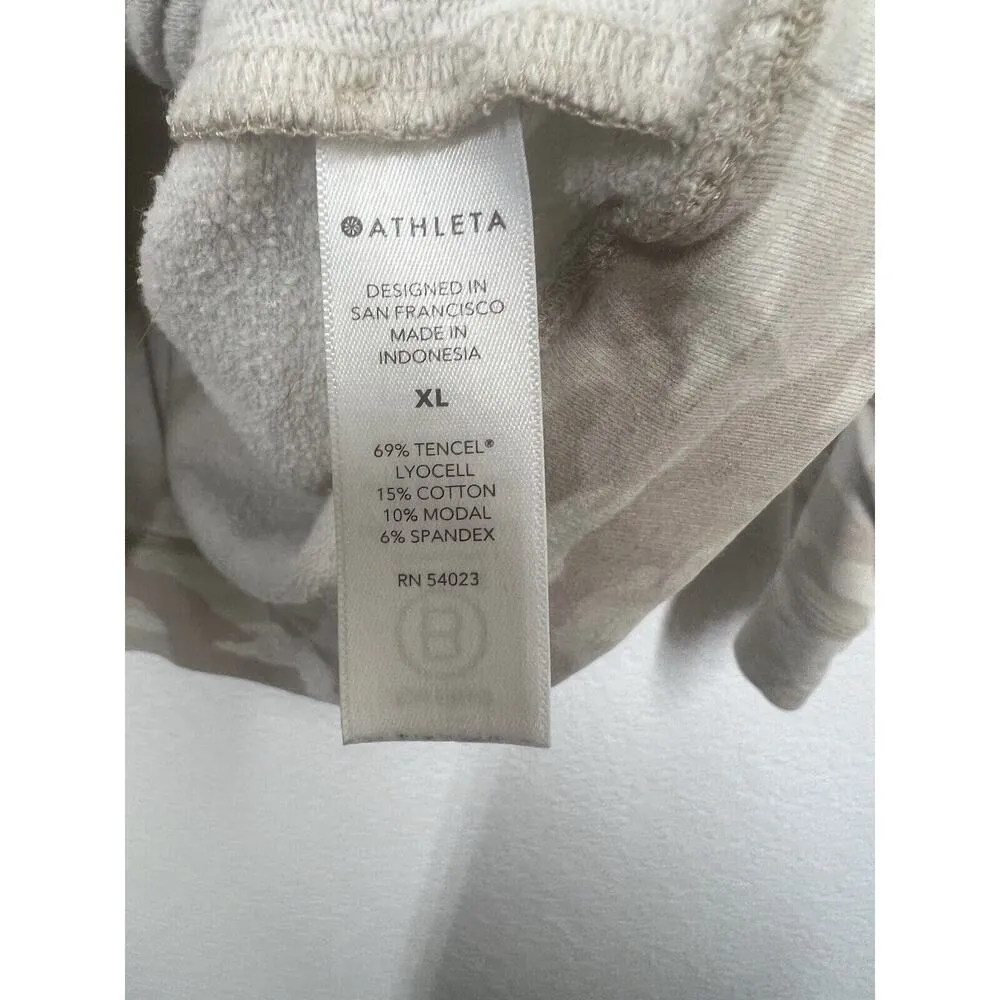 ATHLETA
DESIGNED IN
SAN FRANCISCO
MADE IN
INDONESIA
XL
69% TENCEL®
LYOCELL
15% COTTON
10% MODAL
6% SPANDEX
RN 54023